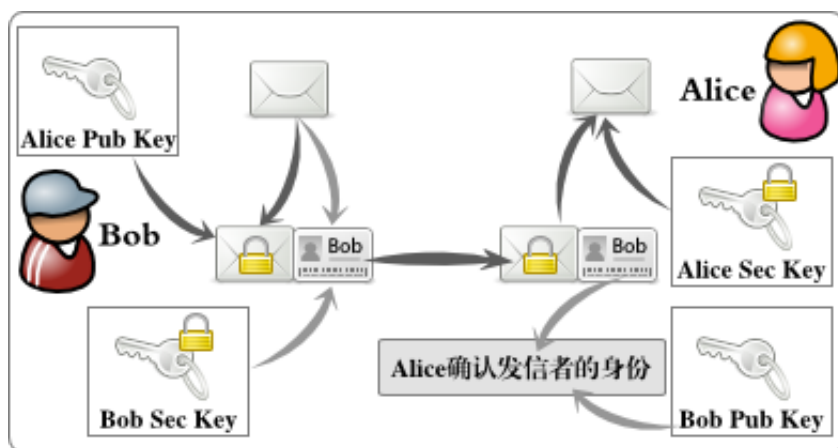 Alice Pub Key
Alice
Bob
Bob
Bob
Alice Sec Key
Bob Sec Key
Alice确认发信者的身份
Bob Pub Key